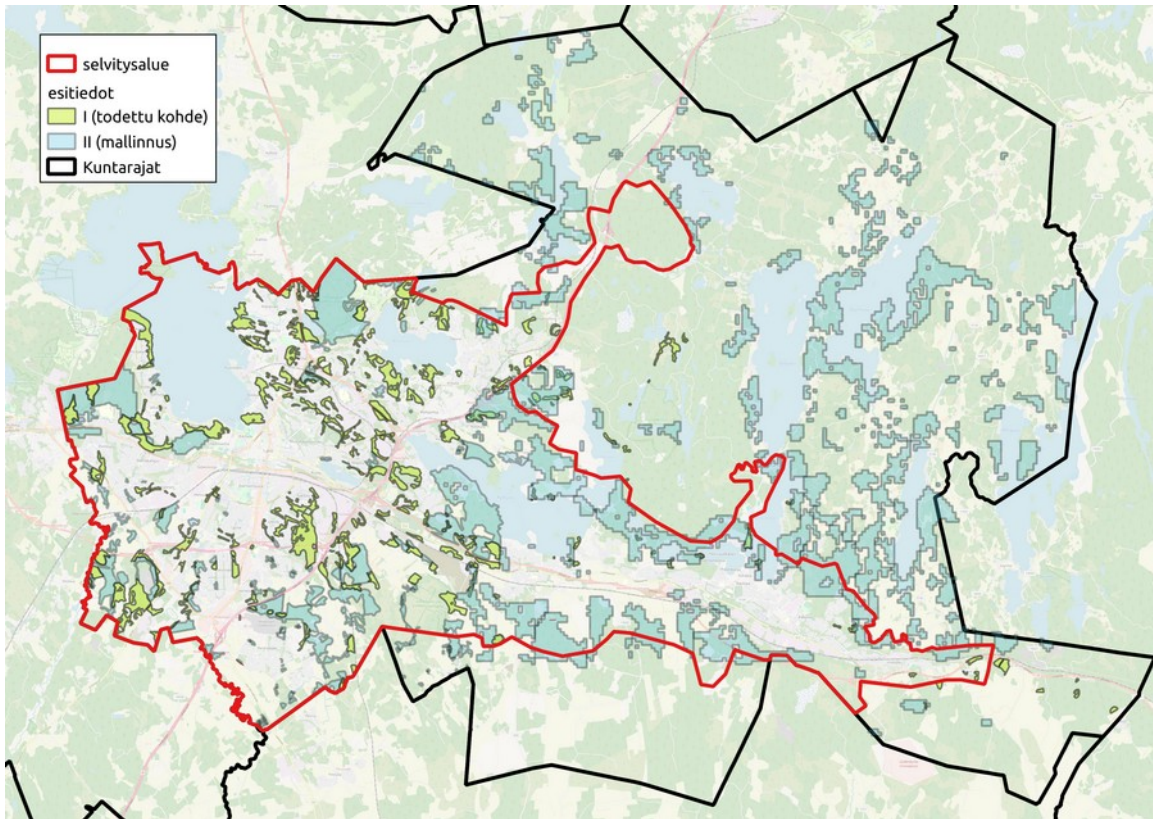 selvitysalue
esitiedot
I (todettu kohde)
II (mallinnus)
Kuntarajat